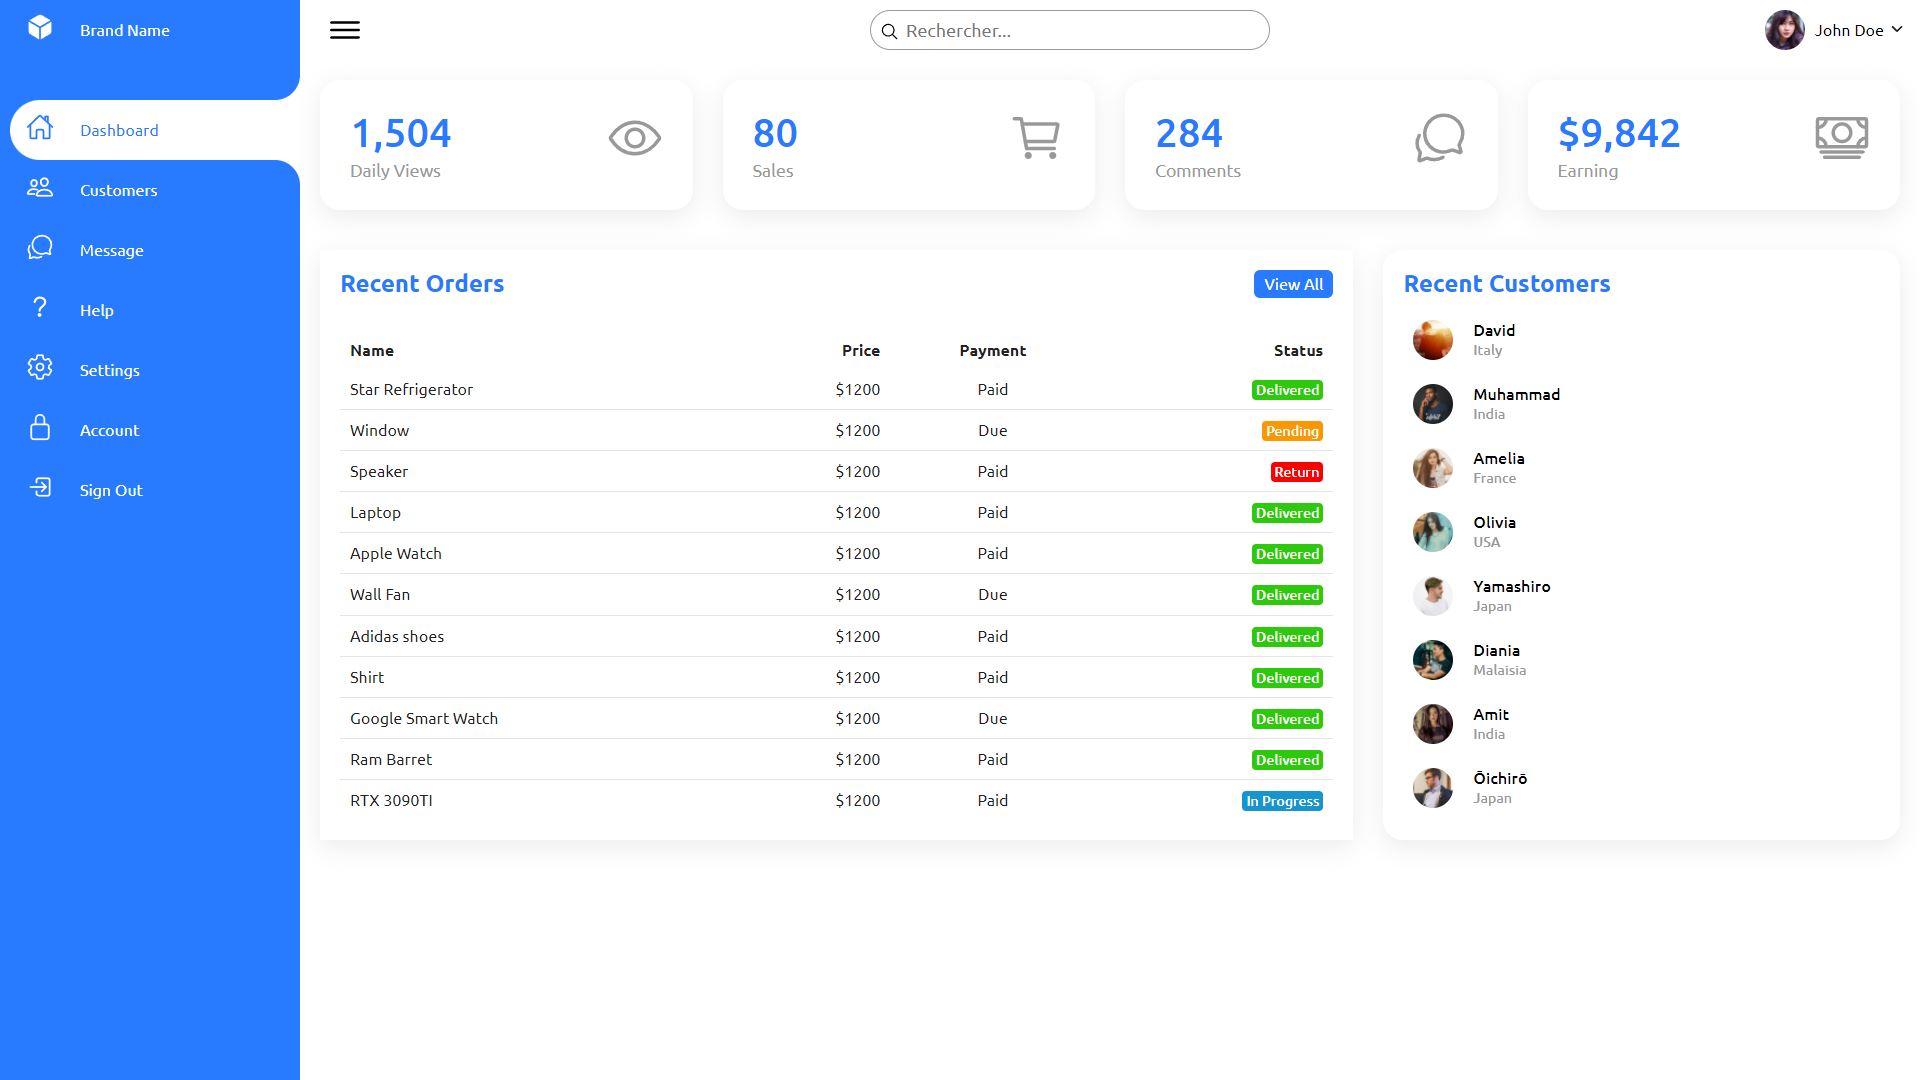 Brand Name
Rechercher...
John Doe
Dashboard
Customers
Message
Help
Settings
Account
Sign Out
1,504
Daily Views
80
Sales
284
Comments
$9,842
Earning
Recent Orders
View All
Name Price Payment Status
Star Refrigerator $1200 Paid Delivered
Window $1200 Due Pending
Speaker $1200 Paid Return
Laptop $1200 Paid Delivered
Apple Watch $1200 Paid Delivered
Wall Fan $1200 Due Delivered
Adidas shoes $1200 Paid Delivered
Shirt $1200 Paid Delivered
Google Smart Watch $1200 Due Delivered
Ram Barret $1200 Paid Delivered
RTX 3090TI $1200 Paid In Progress
Recent Customers
David
Italy
Muhammad
India
Amelia
France
Olivia
USA
Yamashiro
Japan
Diania
Malaisia
Amit
India
Ōichirō
Japan